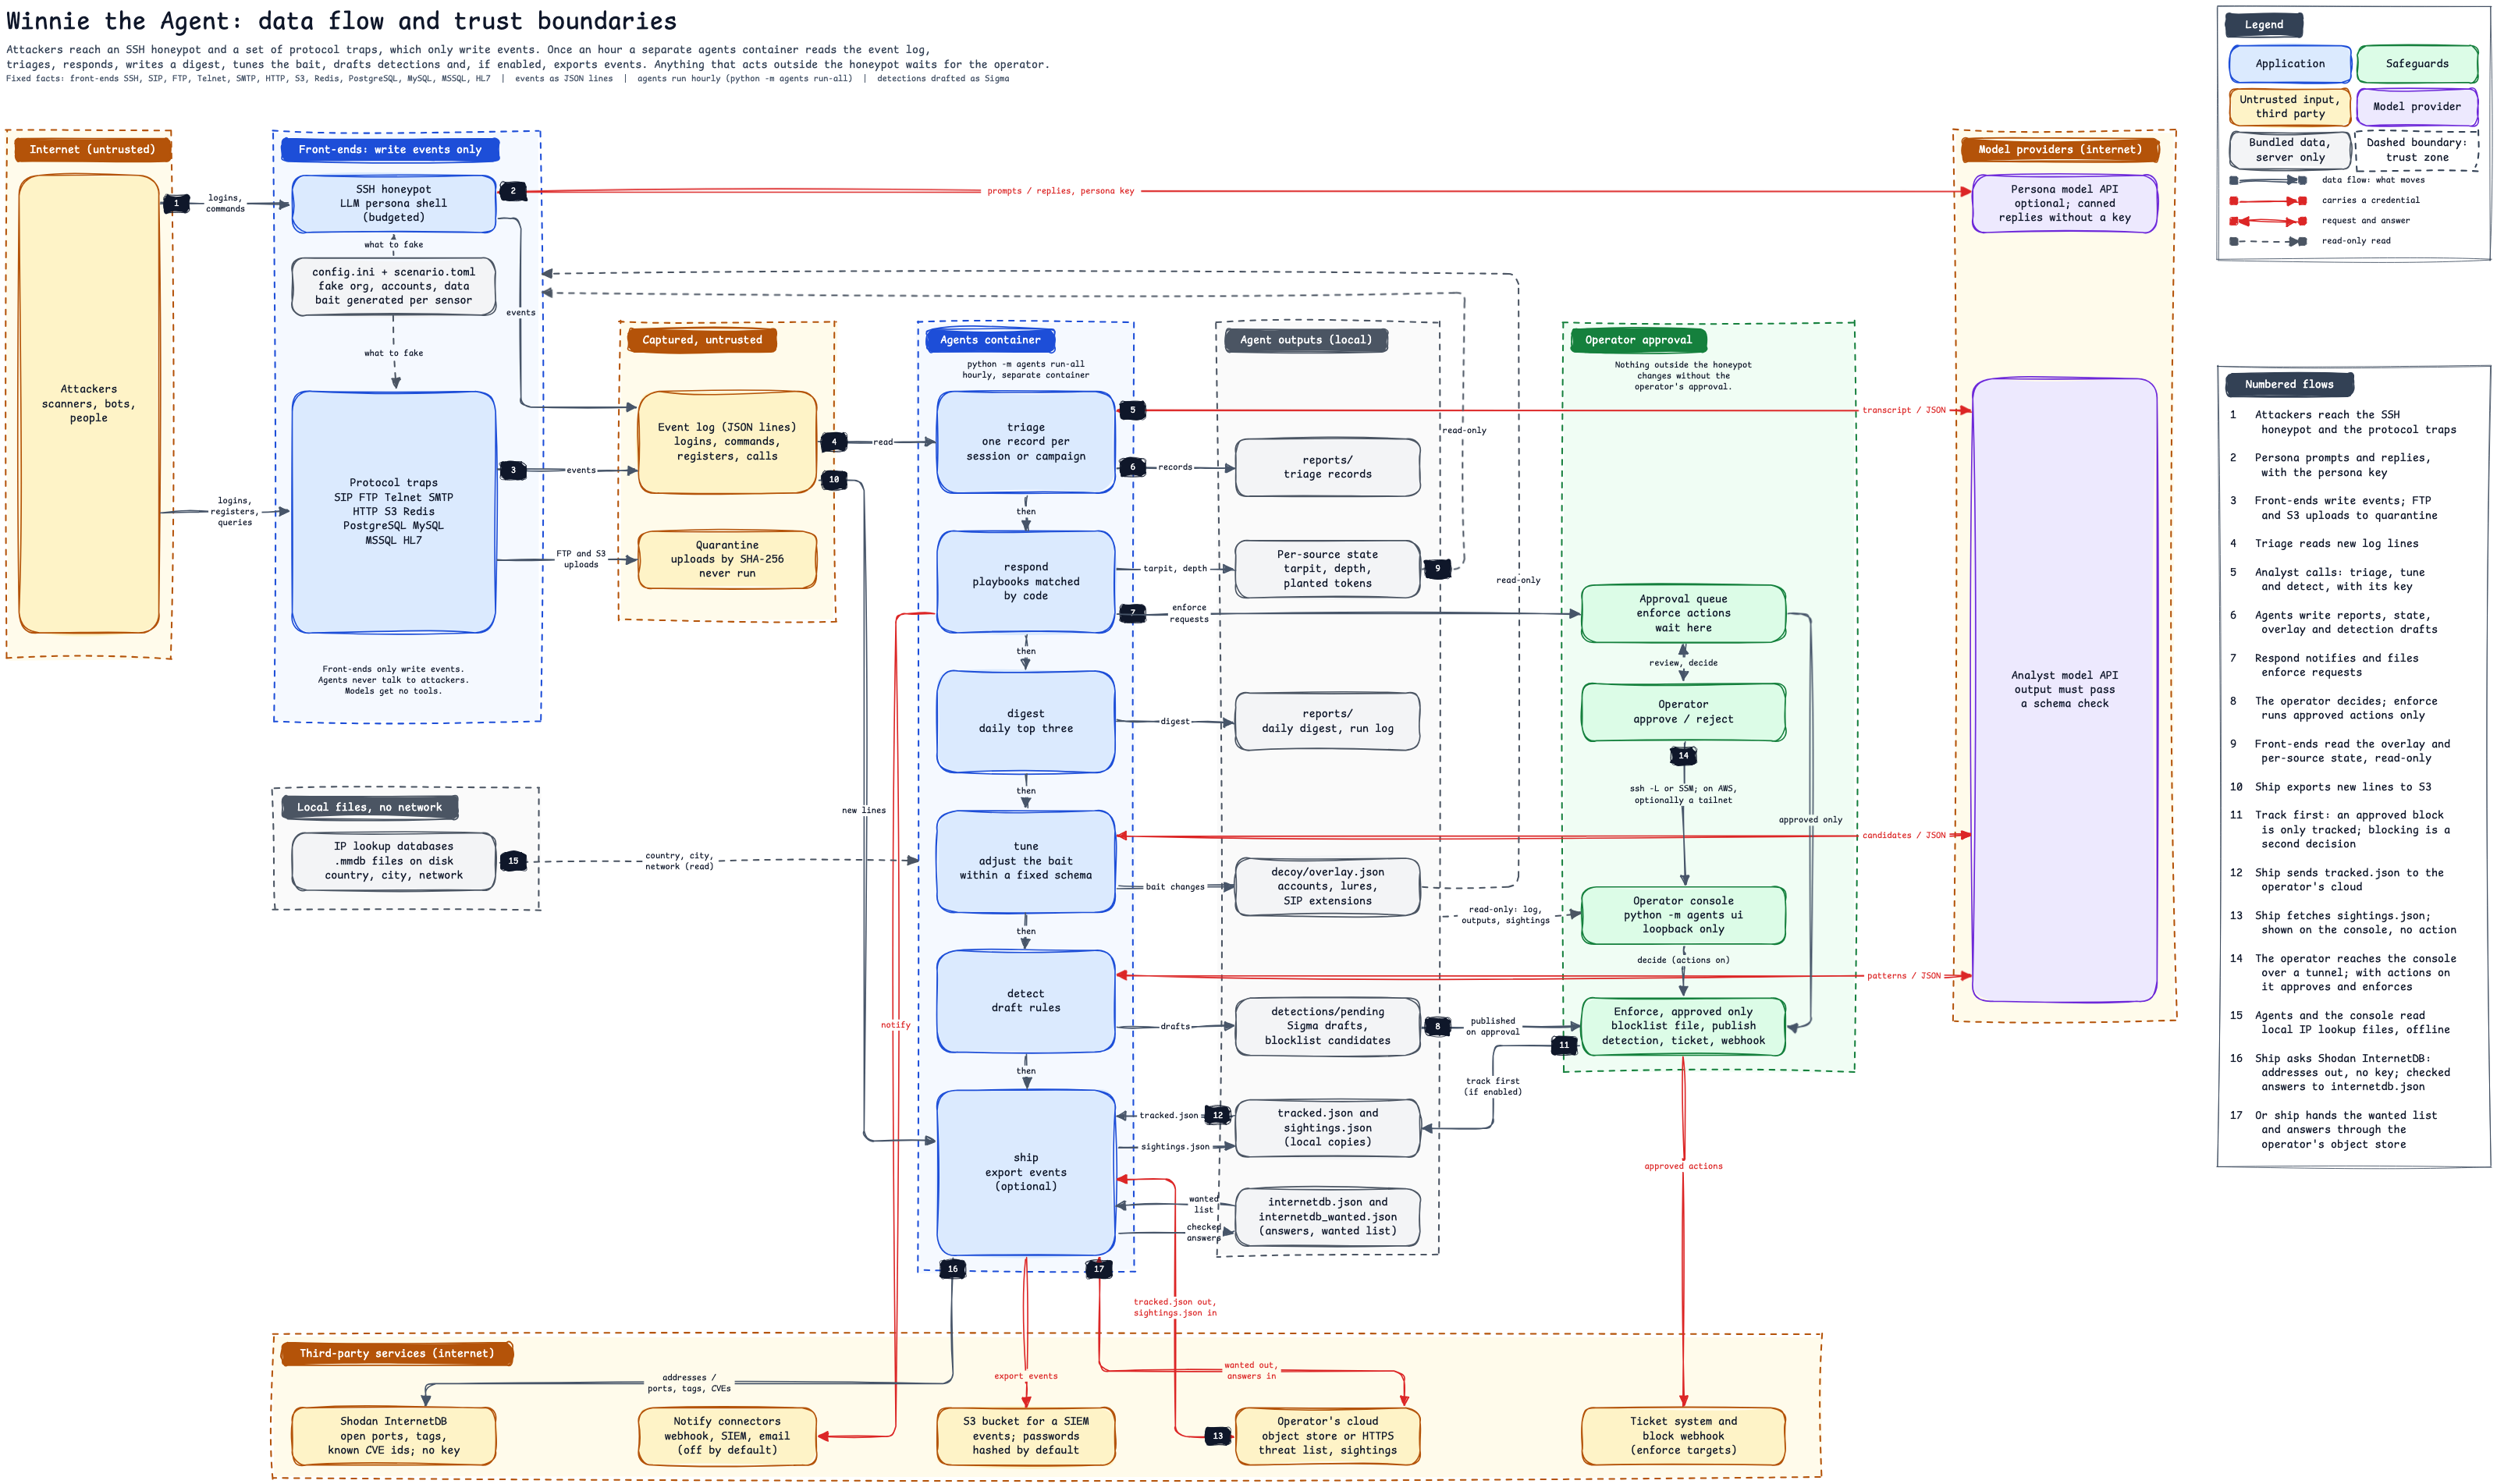 Winnie the Agent: data flow and trust boundaries
Attackers reach an SSH honeypot and a set of protocol traps, which only write events. Once an hour a separate agents container reads the event log,
triages, responds, writes a digest, tunes the bait, drafts detections and, if enabled, exports events. Anything that acts outside the honeypot waits for the operator.
Fixed facts: front-ends SSH, SIP, FTP, Telnet, SMTP, HTTP, S3, Redis, PostgreSQL, MySQL, MSSQL, HL7 | events as JSON lines | agents run hourly (python -m agents run-all) | detections drafted as Sigma
Legend
Application
Safeguards
Untrusted input,
third party
Model provider
Bundled data,
server only
Dashed boundary:
trust zone
data flow: what moves
carries a credential
request and answer
read-only read
Internet (untrusted)
Attackers
scanners, bots,
people
1
logins,
commands
logins,
registers,
queries
Front-ends: write events only
SSH honeypot
LLM persona shell
(budgeted)
2
prompts / replies, persona key
what to fake
config.ini + scenario.toml
fake org, accounts, data
bait generated per sensor
what to fake
events
Protocol traps
SIP FTP Telnet SMTP
HTTP S3 Redis
PostgreSQL MySQL
MSSQL HL7
3
events
FTP and S3
uploads
Front-ends only write events.
Agents never talk to attackers.
Models get no tools.
Captured, untrusted
Event log (JSON lines)
logins, commands,
registers, calls
4
read
10
new lines
Quarantine
uploads by SHA-256
never run
Local files, no network
IP lookup databases
.mmdb files on disk
country, city, network
15
country, city,
network (read)
Agents container
python -m agents run-all
hourly, separate container
triage
one record per
session or campaign
5
transcript / JSON
6
records
then
respond
playbooks matched
by code
tarpit, depth
7
enforce
requests
notify
then
digest
daily top three
digest
then
tune
adjust the bait
within a fixed schema
candidates / JSON
bait changes
then
detect
draft rules
patterns / JSON
drafts
then
ship
export events
(optional)
tracked.json
12
sightings.json
wanted
list
checked
answers
16
17
Agent outputs (local)
reports/
triage records
Per-source state
tarpit, depth,
planted tokens
9
read-only
read-only
reports/
daily digest, run log
decoy/overlay.json
accounts, lures,
SIP extensions
read-only: log,
outputs, sightings
detections/pending
Sigma drafts,
blocklist candidates
8
published
on approval
tracked.json and
sightings.json
(local copies)
11
track first
(if enabled)
internetdb.json and
internetdb_wanted.json
(answers, wanted list)
Operator approval
Nothing outside the honeypot
changes without the
operator's approval.
Approval queue
enforce actions
wait here
review, decide
Operator
approve / reject
14
ssh -L or SSM; on AWS,
optionally a tailnet
approved only
Operator console
python -m agents ui
loopback only
decide (actions on)
Enforce, approved only
blocklist file, publish
detection, ticket, webhook
approved actions
Model providers (internet)
Persona model API
optional; canned
replies without a key
Analyst model API
output must pass
a schema check
Third-party services (internet)
addresses /
ports, tags, CVEs
Shodan InternetDB
open ports, tags,
known CVE ids; no key
Notify connectors
webhook, SIEM, email
(off by default)
export events
S3 bucket for a SIEM
events; passwords
hashed by default
tracked.json out,
sightings.json in
wanted out,
answers in
13
Operator's cloud
object store or HTTPS
threat list, sightings
Ticket system and
block webhook
(enforce targets)
Numbered flows
1 Attackers reach the SSH
honeypot and the protocol traps
2 Persona prompts and replies,
with the persona key
3 Front-ends write events; FTP
and S3 uploads to quarantine
4 Triage reads new log lines
5 Analyst calls: triage, tune
and detect, with its key
6 Agents write reports, state,
overlay and detection drafts
7 Respond notifies and files
enforce requests
8 The operator decides; enforce
runs approved actions only
9 Front-ends read the overlay and
per-source state, read-only
10 Ship exports new lines to S3
11 Track first: an approved block
is only tracked; blocking is a
second decision
12 Ship sends tracked.json to the
operator's cloud
13 Ship fetches sightings.json;
shown on the console, no action
14 The operator reaches the console
over a tunnel; with actions on
it approves and enforces
15 Agents and the console read
local IP lookup files, offline
16 Ship asks Shodan InternetDB:
addresses out, no key; checked
answers to internetdb.json
17 Or ship hands the wanted list
and answers through the
operator's object store